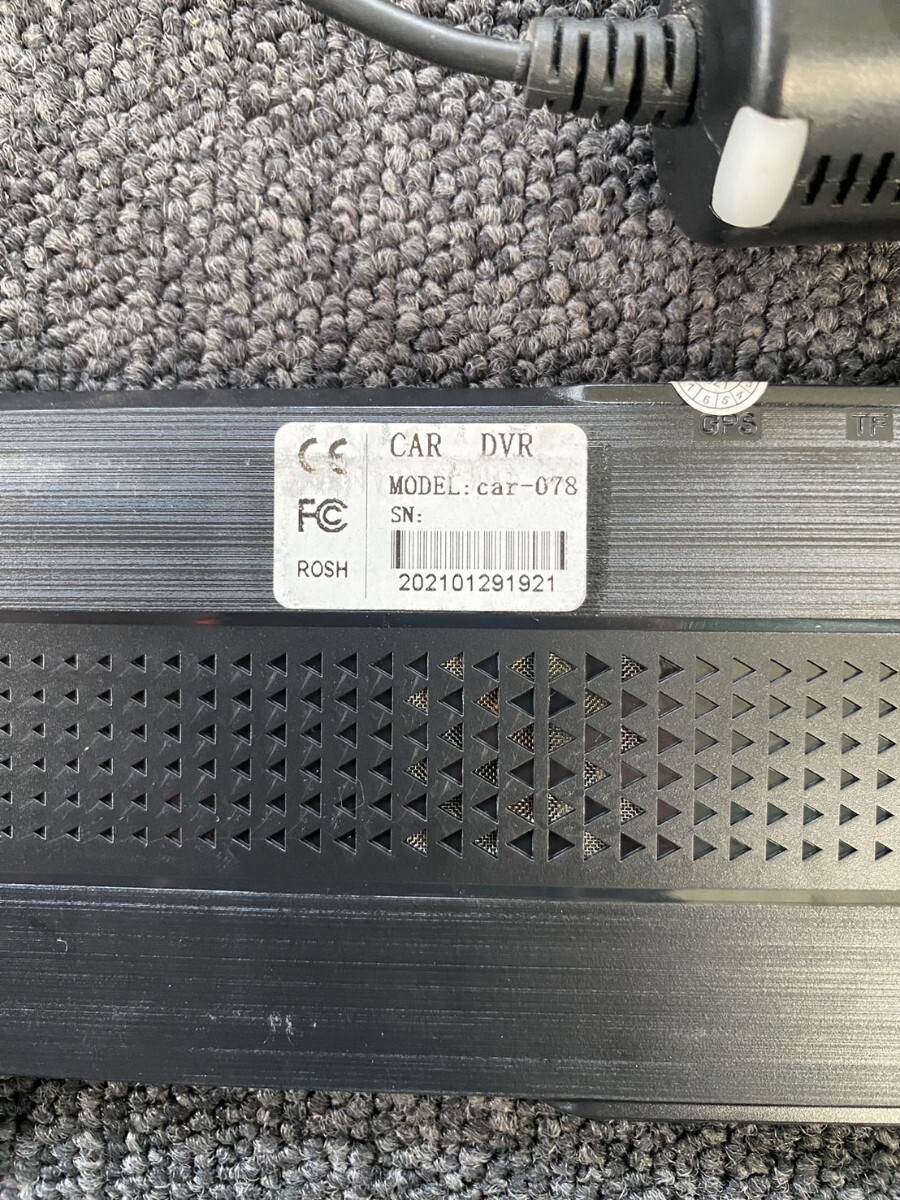 GPS
TF
CE
FC
ROSH
CAR DVR
MODEL:car-078
SN:
202101291921